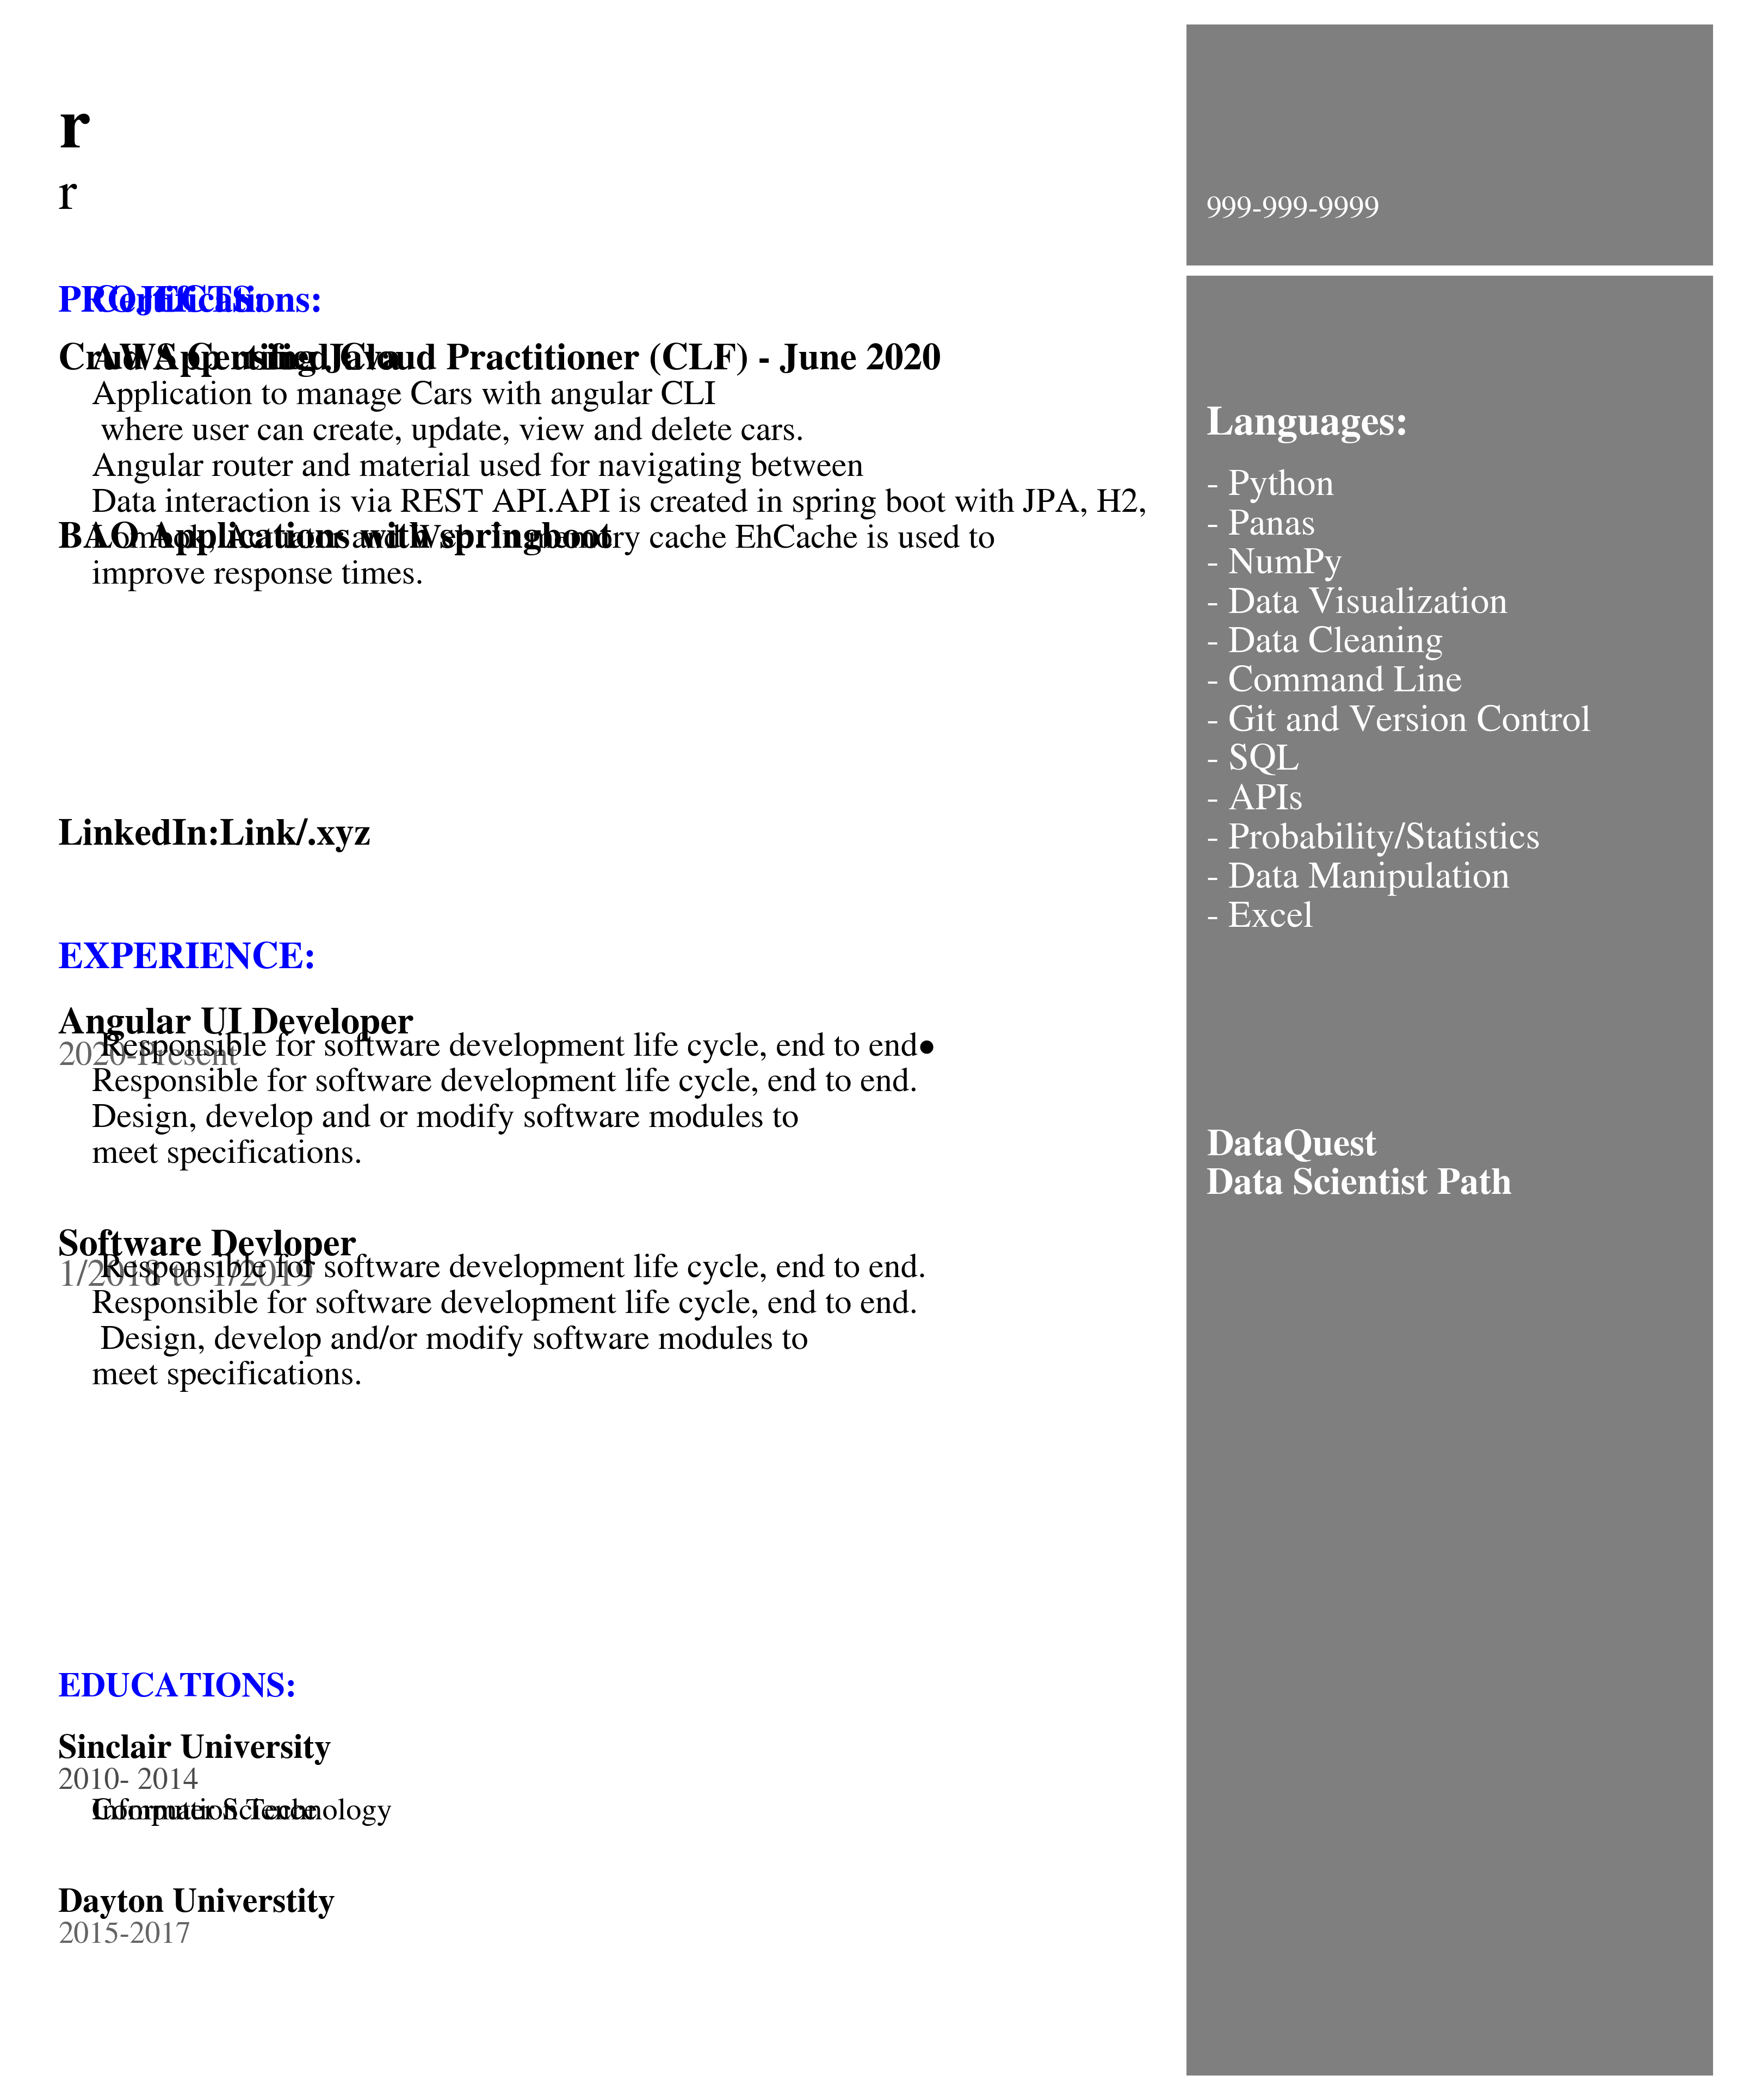 r
r
999-999-9999
PROJECTS:
Certifications:
Crud App using Java
AWS Certified Cloud Practitioner (CLF) - June 2020
Application to manage Cars with angular CLI
where user can create, update, view and delete cars.
Angular router and material used for navigating between
Data interaction is via REST API.API is created in spring boot with JPA, H2,
BAO Applications with springboot
Lombok, Actuator and Web. In memory cache EhCache is used to
improve response times.
LinkedIn:Link/.xyz
EXPERIENCE:
Angular UI Developer
2020-Present
Responsible for software development life cycle, end to end●
Responsible for software development life cycle, end to end.
Design, develop and or modify software modules to
meet specifications.
Software Devloper
1/2018 to 1/2019
Responsible for software development life cycle, end to end.
Responsible for software development life cycle, end to end.
Design, develop and/or modify software modules to
meet specifications.
EDUCATIONS:
Sinclair University
2010- 2014
Computer Science
Information Technology
Dayton Universtity
2015-2017
Languages:
- Python
- Panas
- NumPy
- Data Visualization
- Data Cleaning
- Command Line
- Git and Version Control
- SQL
- APIs
- Probability/Statistics
- Data Manipulation
- Excel
DataQuest
Data Scientist Path